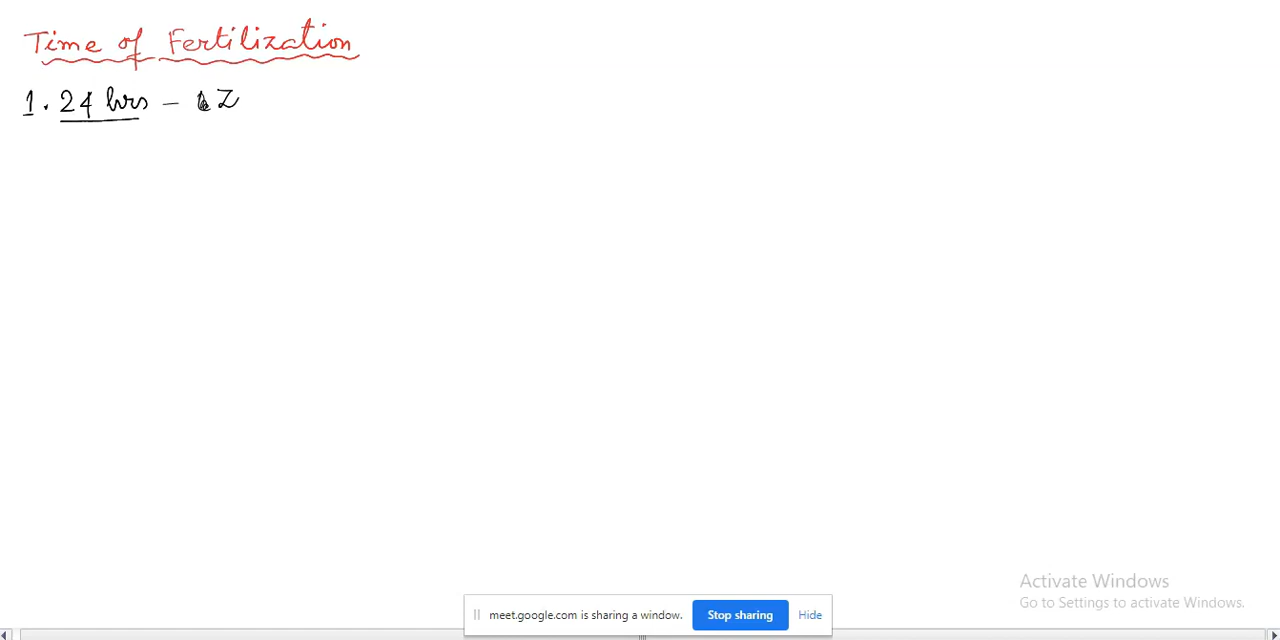 Time of Fertilization
1. 24 hrs - Z
Activate Windows
Go to Settings to activate Windows.
meet.google.com is sharing a window. Stop sharing Hide